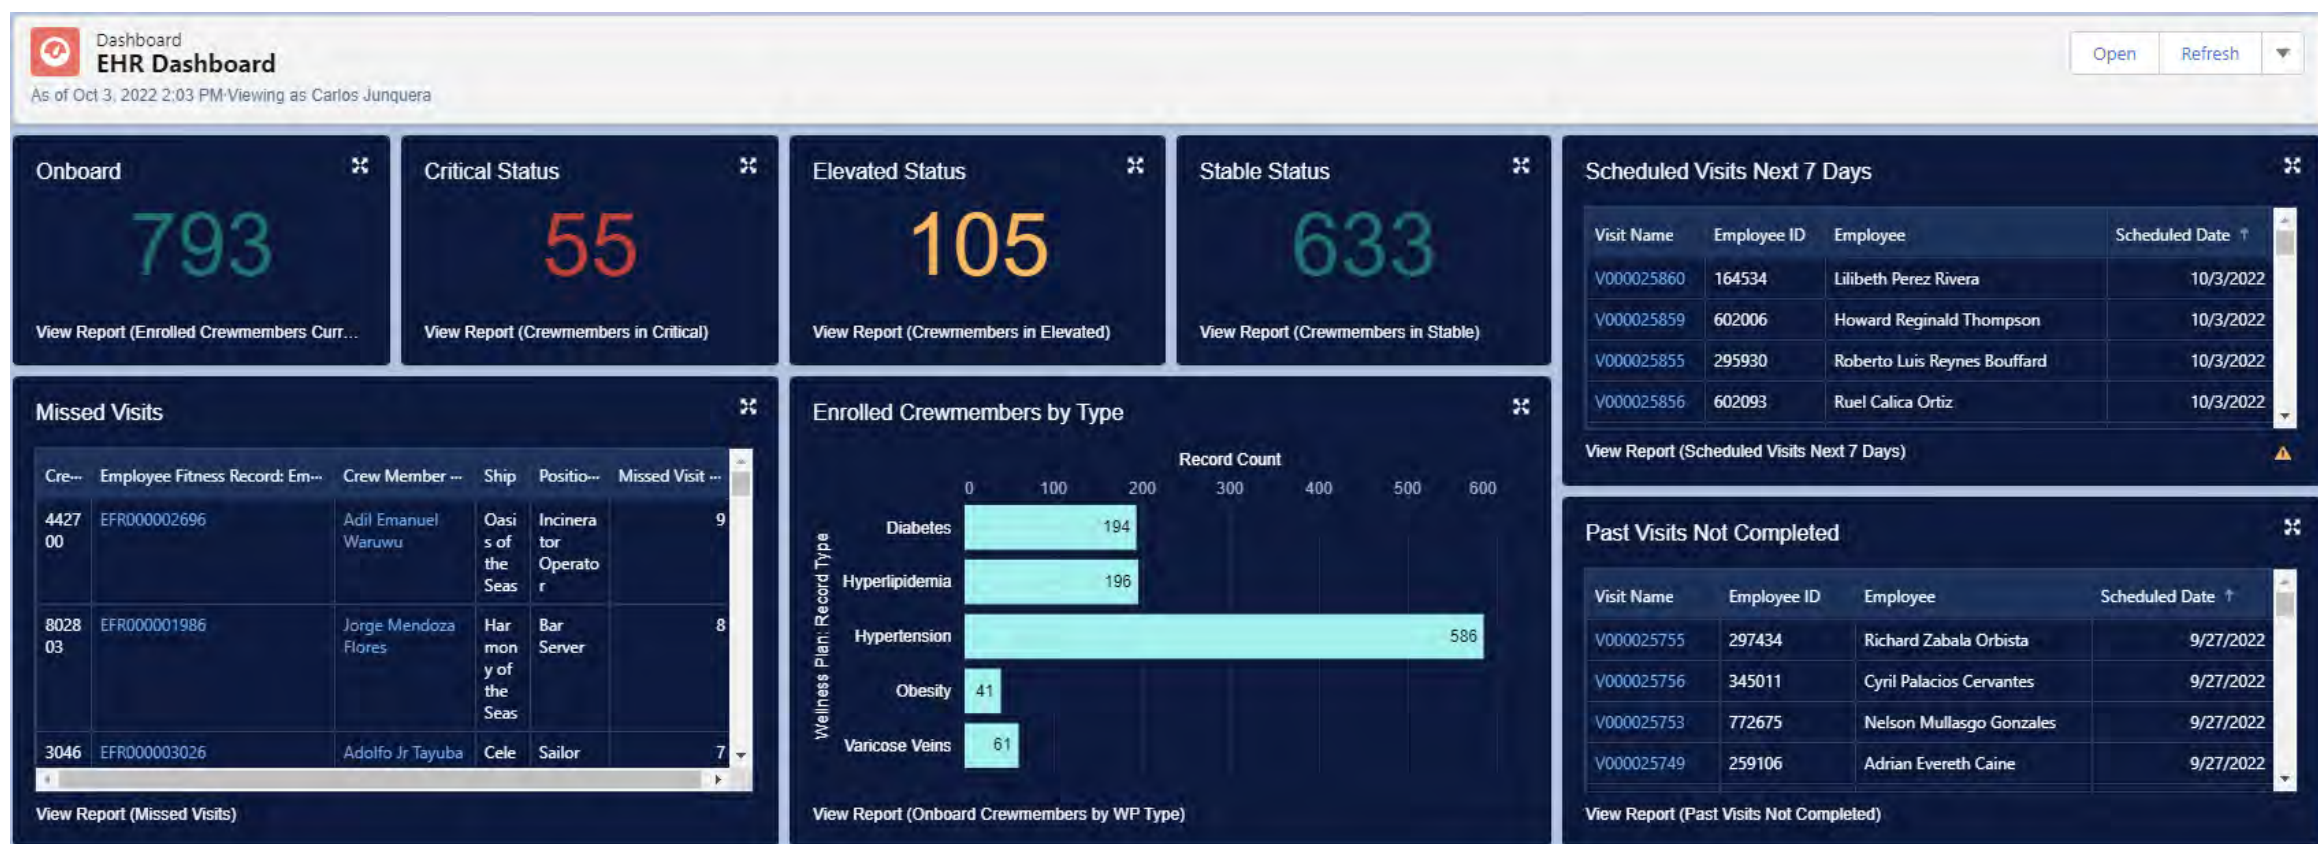 Dashboard
EHR Dashboard
As of Oct 3, 2022 2:03 PM·Viewing as Carlos Junquera
Open
Refresh
Onboard
793
View Report (Enrolled Crewmembers Curr...
Critical Status
55
View Report (Crewmembers in Critical)
Elevated Status
105
View Report (Crewmembers in Elevated)
Stable Status
633
View Report (Crewmembers in Stable)
Scheduled Visits Next 7 Days
Visit Name Employee ID Employee Scheduled Date ↑
V000025860 164534 Lilibeth Perez Rivera 10/3/2022
V000025859 602006 Howard Reginald Thompson 10/3/2022
V000025855 295930 Roberto Luis Reynes Bouffard 10/3/2022
V000025856 602093 Ruel Calica Ortiz 10/3/2022
View Report (Scheduled Visits Next 7 Days)
Missed Visits
Cre... Employee Fitness Record: Em... Crew Member ... Ship Positio... Missed Visit ...
4427 EFR000002696 Adil Emanuel Oasi Incinera 9
00 Waruwu s of tor
the Operato
Seas r
8028 EFR000001986 Jorge Mendoza Har Bar 8
03 Flores mon Server
y of
the
Seas
3046 EFR000003026 Adolfo Jr Tayuba Cele Sailor 7
View Report (Missed Visits)
Enrolled Crewmembers by Type
Record Count
0 100 200 300 400 500 600
Wellness Plan: Record Type
Diabetes 194
Hyperlipidemia 196
Hypertension 586
Obesity 41
Varicose Veins 61
View Report (Onboard Crewmembers by WP Type)
Past Visits Not Completed
Visit Name Employee ID Employee Scheduled Date ↑
V000025755 297434 Richard Zabala Orbista 9/27/2022
V000025756 345011 Cyril Palacios Cervantes 9/27/2022
V000025753 772675 Nelson Mullasgo Gonzales 9/27/2022
V000025749 259106 Adrian Evereth Caine 9/27/2022
View Report (Past Visits Not Completed)